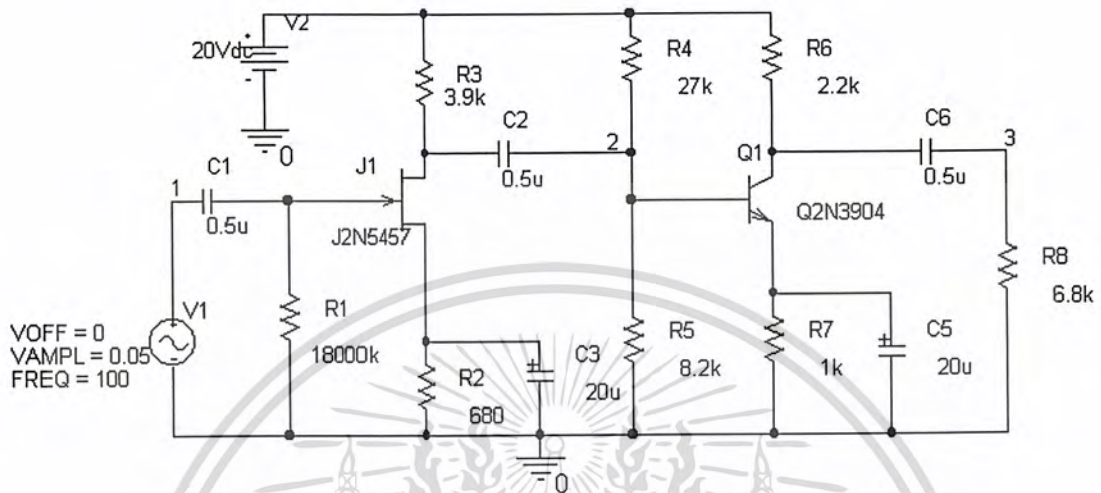 V2
20Vdc
0
R3
3.9k
R4
27k
R6
2.2k
C1
0.5u
1
J1
J2N5457
C2
0.5u
2
Q1
Q2N3904
C6
0.5u
3
R8
6.8k
V1
VOFF = 0
VAMPL = 0.05
FREQ = 100
R1
18000k
R2
680
C3
20u
R5
8.2k
R7
1k
C5
20u
0
+
-
+
+